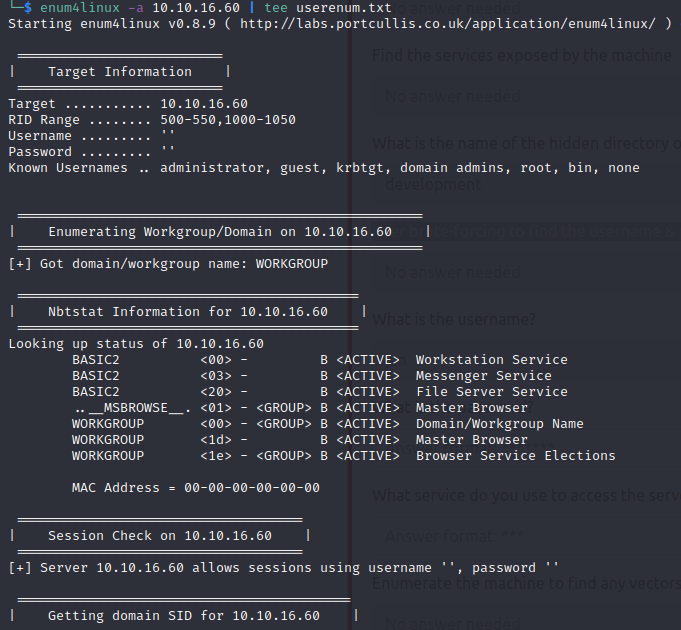 └─$ enum4linux -a 10.10.16.60 | tee userenum.txt
Starting enum4linux v0.8.9 ( http://labs.portcullis.co.uk/application/enum4linux/ )
==========================
|    Target Information    |
==========================
Target ........... 10.10.16.60
RID Range ........ 500-550,1000-1050
Username ......... ''
Password ......... ''
Known Usernames .. administrator, guest, krbtgt, domain admins, root, bin, none
===================================================
|    Enumerating Workgroup/Domain on 10.10.16.60    |
===================================================
[+] Got domain/workgroup name: WORKGROUP
===========================================
|    Nbtstat Information for 10.10.16.60    |
===========================================
Looking up status of 10.10.16.60
BASIC2          <00> -         B <ACTIVE>  Workstation Service
BASIC2          <03> -         B <ACTIVE>  Messenger Service
BASIC2          <20> -         B <ACTIVE>  File Server Service
..__MSBROWSE__. <01> - <GROUP> B <ACTIVE>  Master Browser
WORKGROUP       <00> - <GROUP> B <ACTIVE>  Domain/Workgroup Name
WORKGROUP       <1d> -         B <ACTIVE>  Master Browser
WORKGROUP       <1e> - <GROUP> B <ACTIVE>  Browser Service Elections
MAC Address = 00-00-00-00-00-00
====================================
|    Session Check on 10.10.16.60    |
====================================
[+] Server 10.10.16.60 allows sessions using username '', password ''
==========================================
|    Getting domain SID for 10.10.16.60    |
Find the services exposed by the machine
No answer needed
What is the name of the hidden directory o
development
No answer needed
What is the username?
What service do you use to access the serv
Answer format: ***
Enumerate the machine to find any vectors
No answer needed